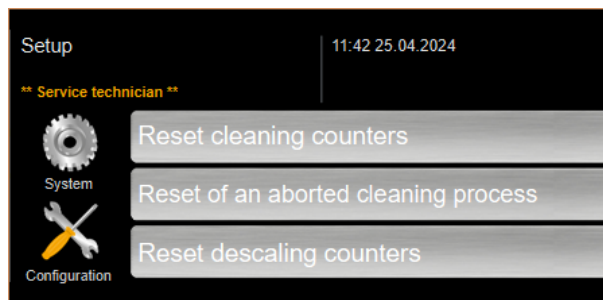 Setup
11:42 25.04.2024
** Service technician **
System
Reset cleaning counters
Reset of an aborted cleaning process
Configuration
Reset descaling counters